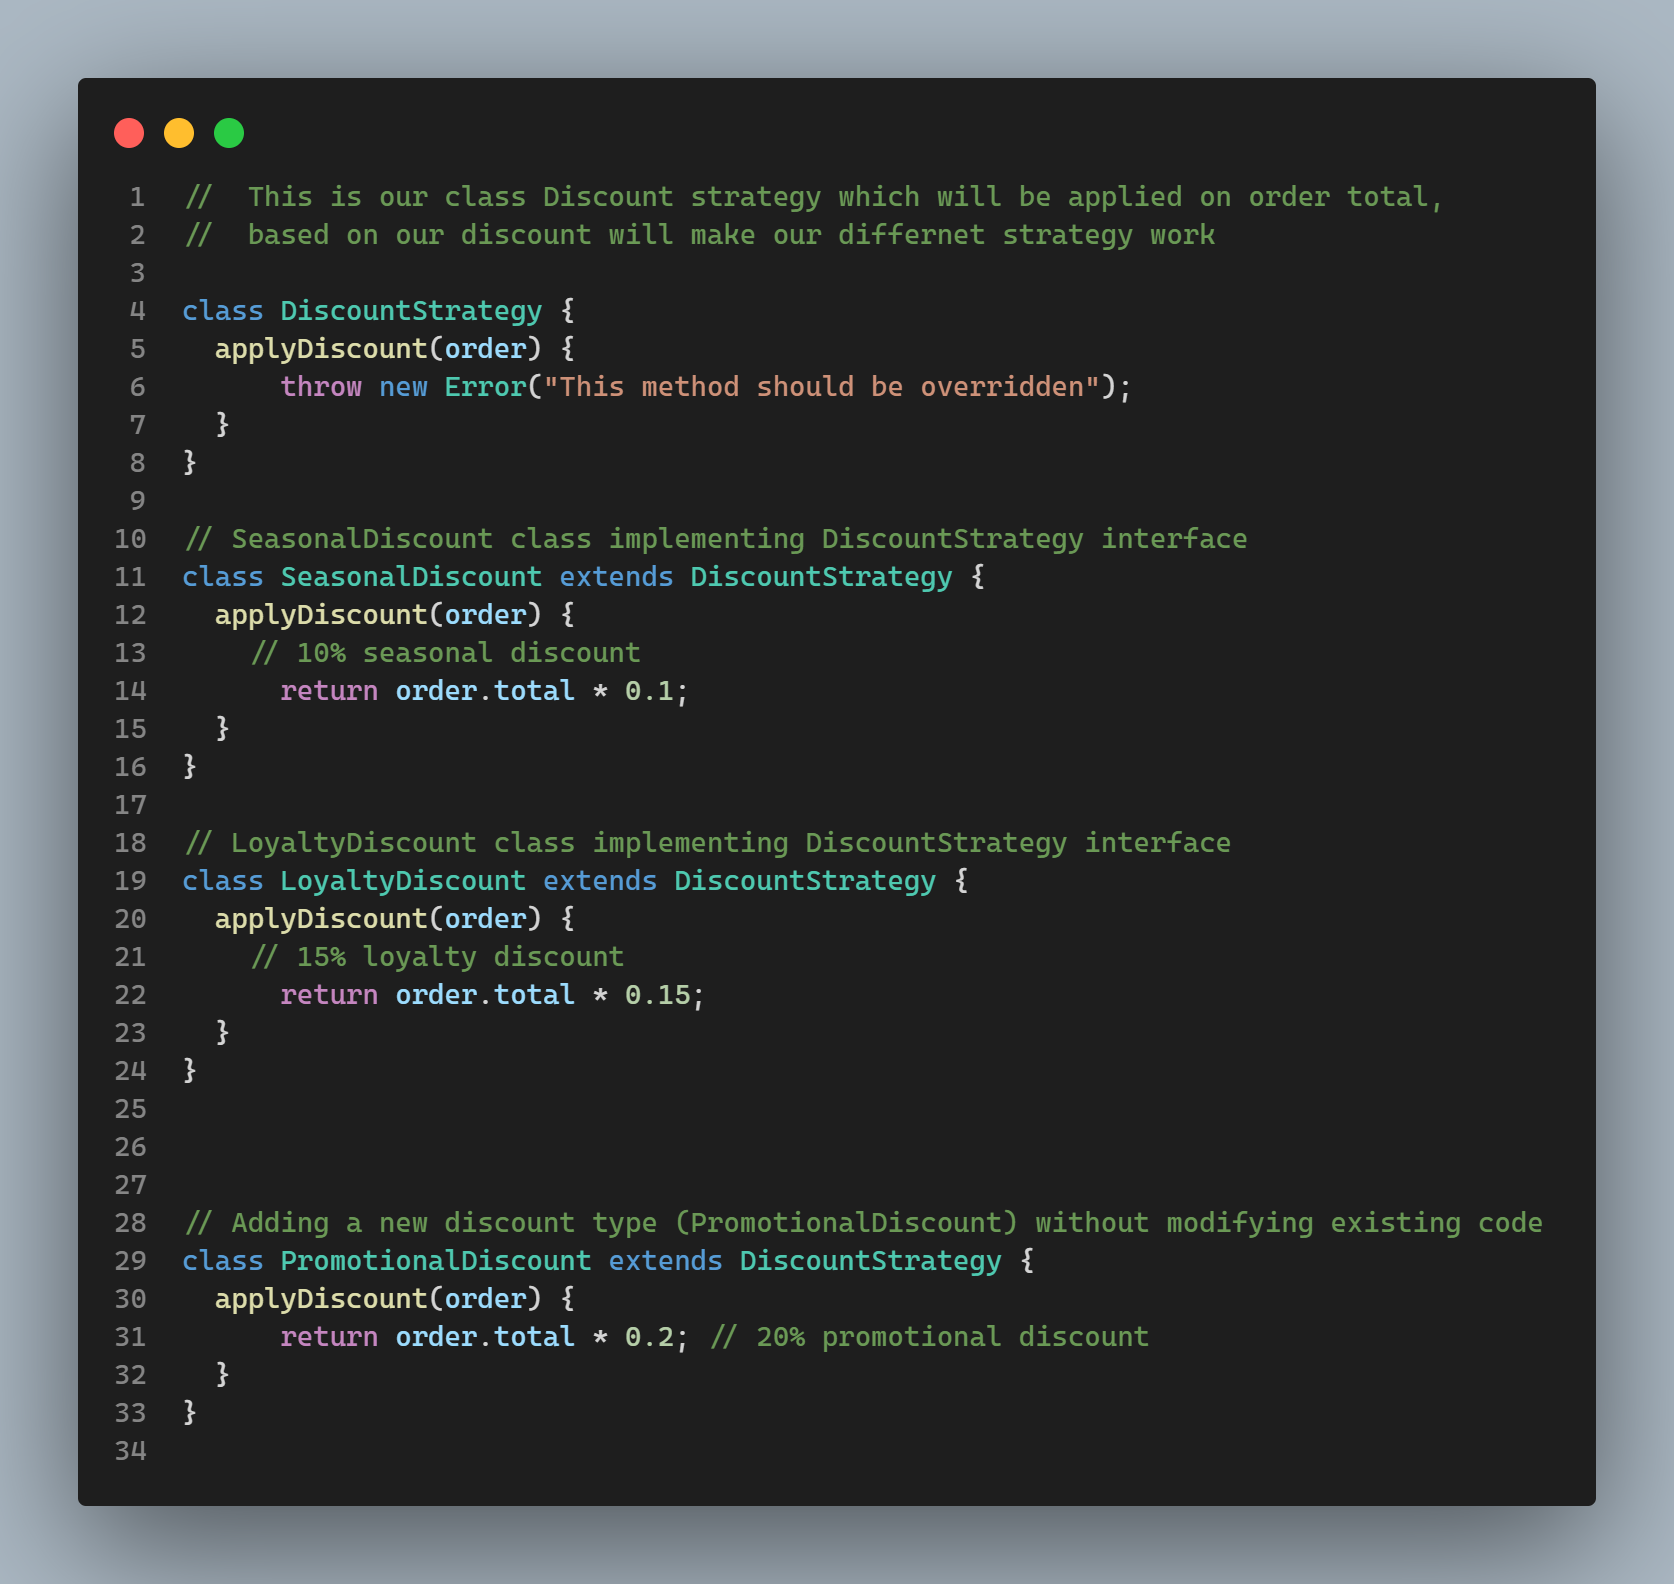 1 //  This is our class Discount strategy which will be applied on order total,
2 //  based on our discount will make our differnet strategy work
3
4 class DiscountStrategy {
5   applyDiscount(order) {
6       throw new Error("This method should be overridden");
7   }
8 }
9
10 // SeasonalDiscount class implementing DiscountStrategy interface
11 class SeasonalDiscount extends DiscountStrategy {
12   applyDiscount(order) {
13     // 10% seasonal discount
14       return order.total * 0.1;
15   }
16 }
17
18 // LoyaltyDiscount class implementing DiscountStrategy interface
19 class LoyaltyDiscount extends DiscountStrategy {
20   applyDiscount(order) {
21     // 15% loyalty discount
22       return order.total * 0.15;
23   }
24 }
25
26
27
28 // Adding a new discount type (PromotionalDiscount) without modifying existing code
29 class PromotionalDiscount extends DiscountStrategy {
30   applyDiscount(order) {
31       return order.total * 0.2; // 20% promotional discount
32   }
33 }
34